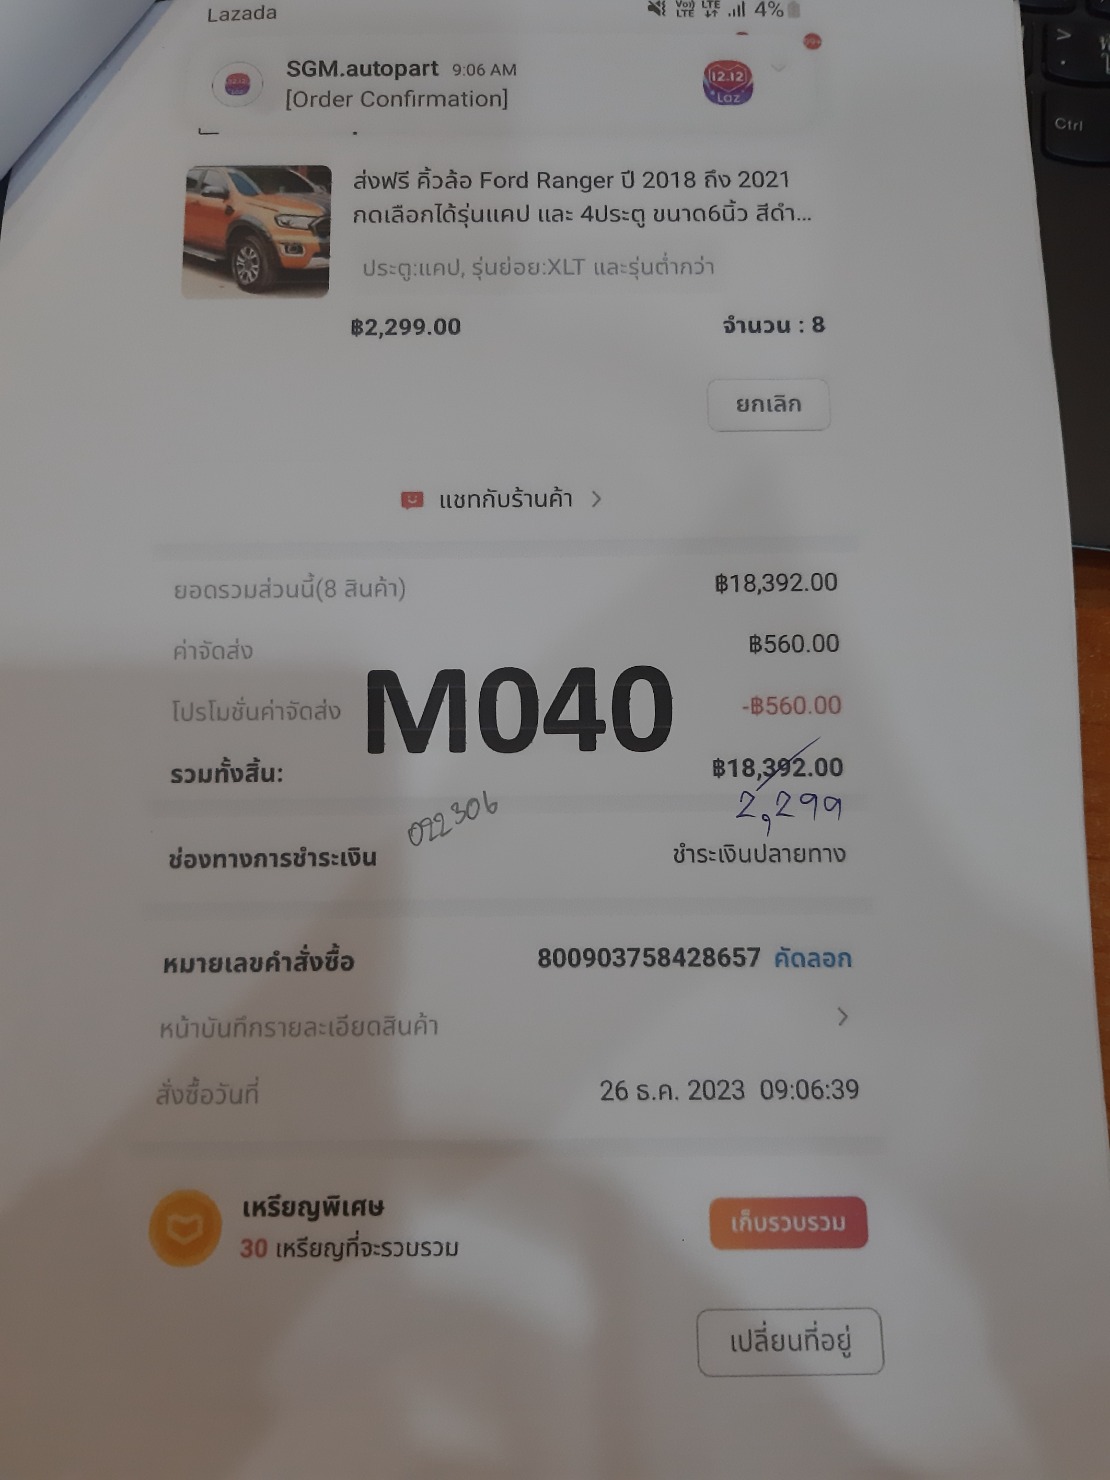 Lazada
Vo) LTE LTE 4%
SGM.autopart 9:06 AM
[Order Confirmation]
12.12
Laz
ส่งฟรี คิ้วล้อ Ford Ranger ปี 2018 ถึง 2021
กดเลือกได้รุ่นแคป และ 4ประตู ขนาด6นิ้ว สีดำ...
ประตู:แคป, รุ่นย่อย:XLT และรุ่นต่ำกว่า
฿2,299.00 จำนวน : 8
ยกเลิก
แชทกับร้านค้า >
ยอดรวมส่วนนี้(8 สินค้า) ฿18,392.00
ค่าจัดส่ง ฿560.00
โปรโมชั่นค่าจัดส่ง -฿560.00
M040
รวมทั้งสิ้น: ฿18,392.00
2,299
092306
ช่องทางการชำระเงิน ชำระเงินปลายทาง
หมายเลขคำสั่งซื้อ 800903758428657 คัดลอก
หน้าบันทึกรายละเอียดสินค้า >
สั่งซื้อวันที่ 26 ธ.ค. 2023 09:06:39
เหรียญพิเศษ
30 เหรียญที่จะรวบรวม
เก็บรวบรวม
เปลี่ยนที่อยู่
Ctrl